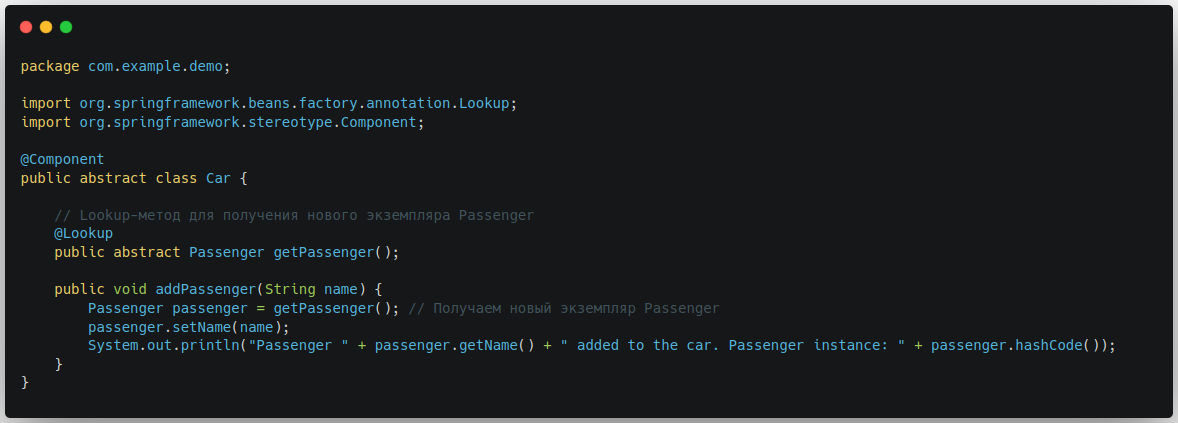 package com.example.demo;
import org.springframework.beans.factory.annotation.Lookup;
import org.springframework.stereotype.Component;
@Component
public abstract class Car {
// Lookup-метод для получения нового экземпляра Passenger
@Lookup
public abstract Passenger getPassenger();
public void addPassenger(String name) {
Passenger passenger = getPassenger(); // Получаем новый экземпляр Passenger
passenger.setName(name);
System.out.println("Passenger " + passenger.getName() + " added to the car. Passenger instance: " + passenger.hashCode());
}
}